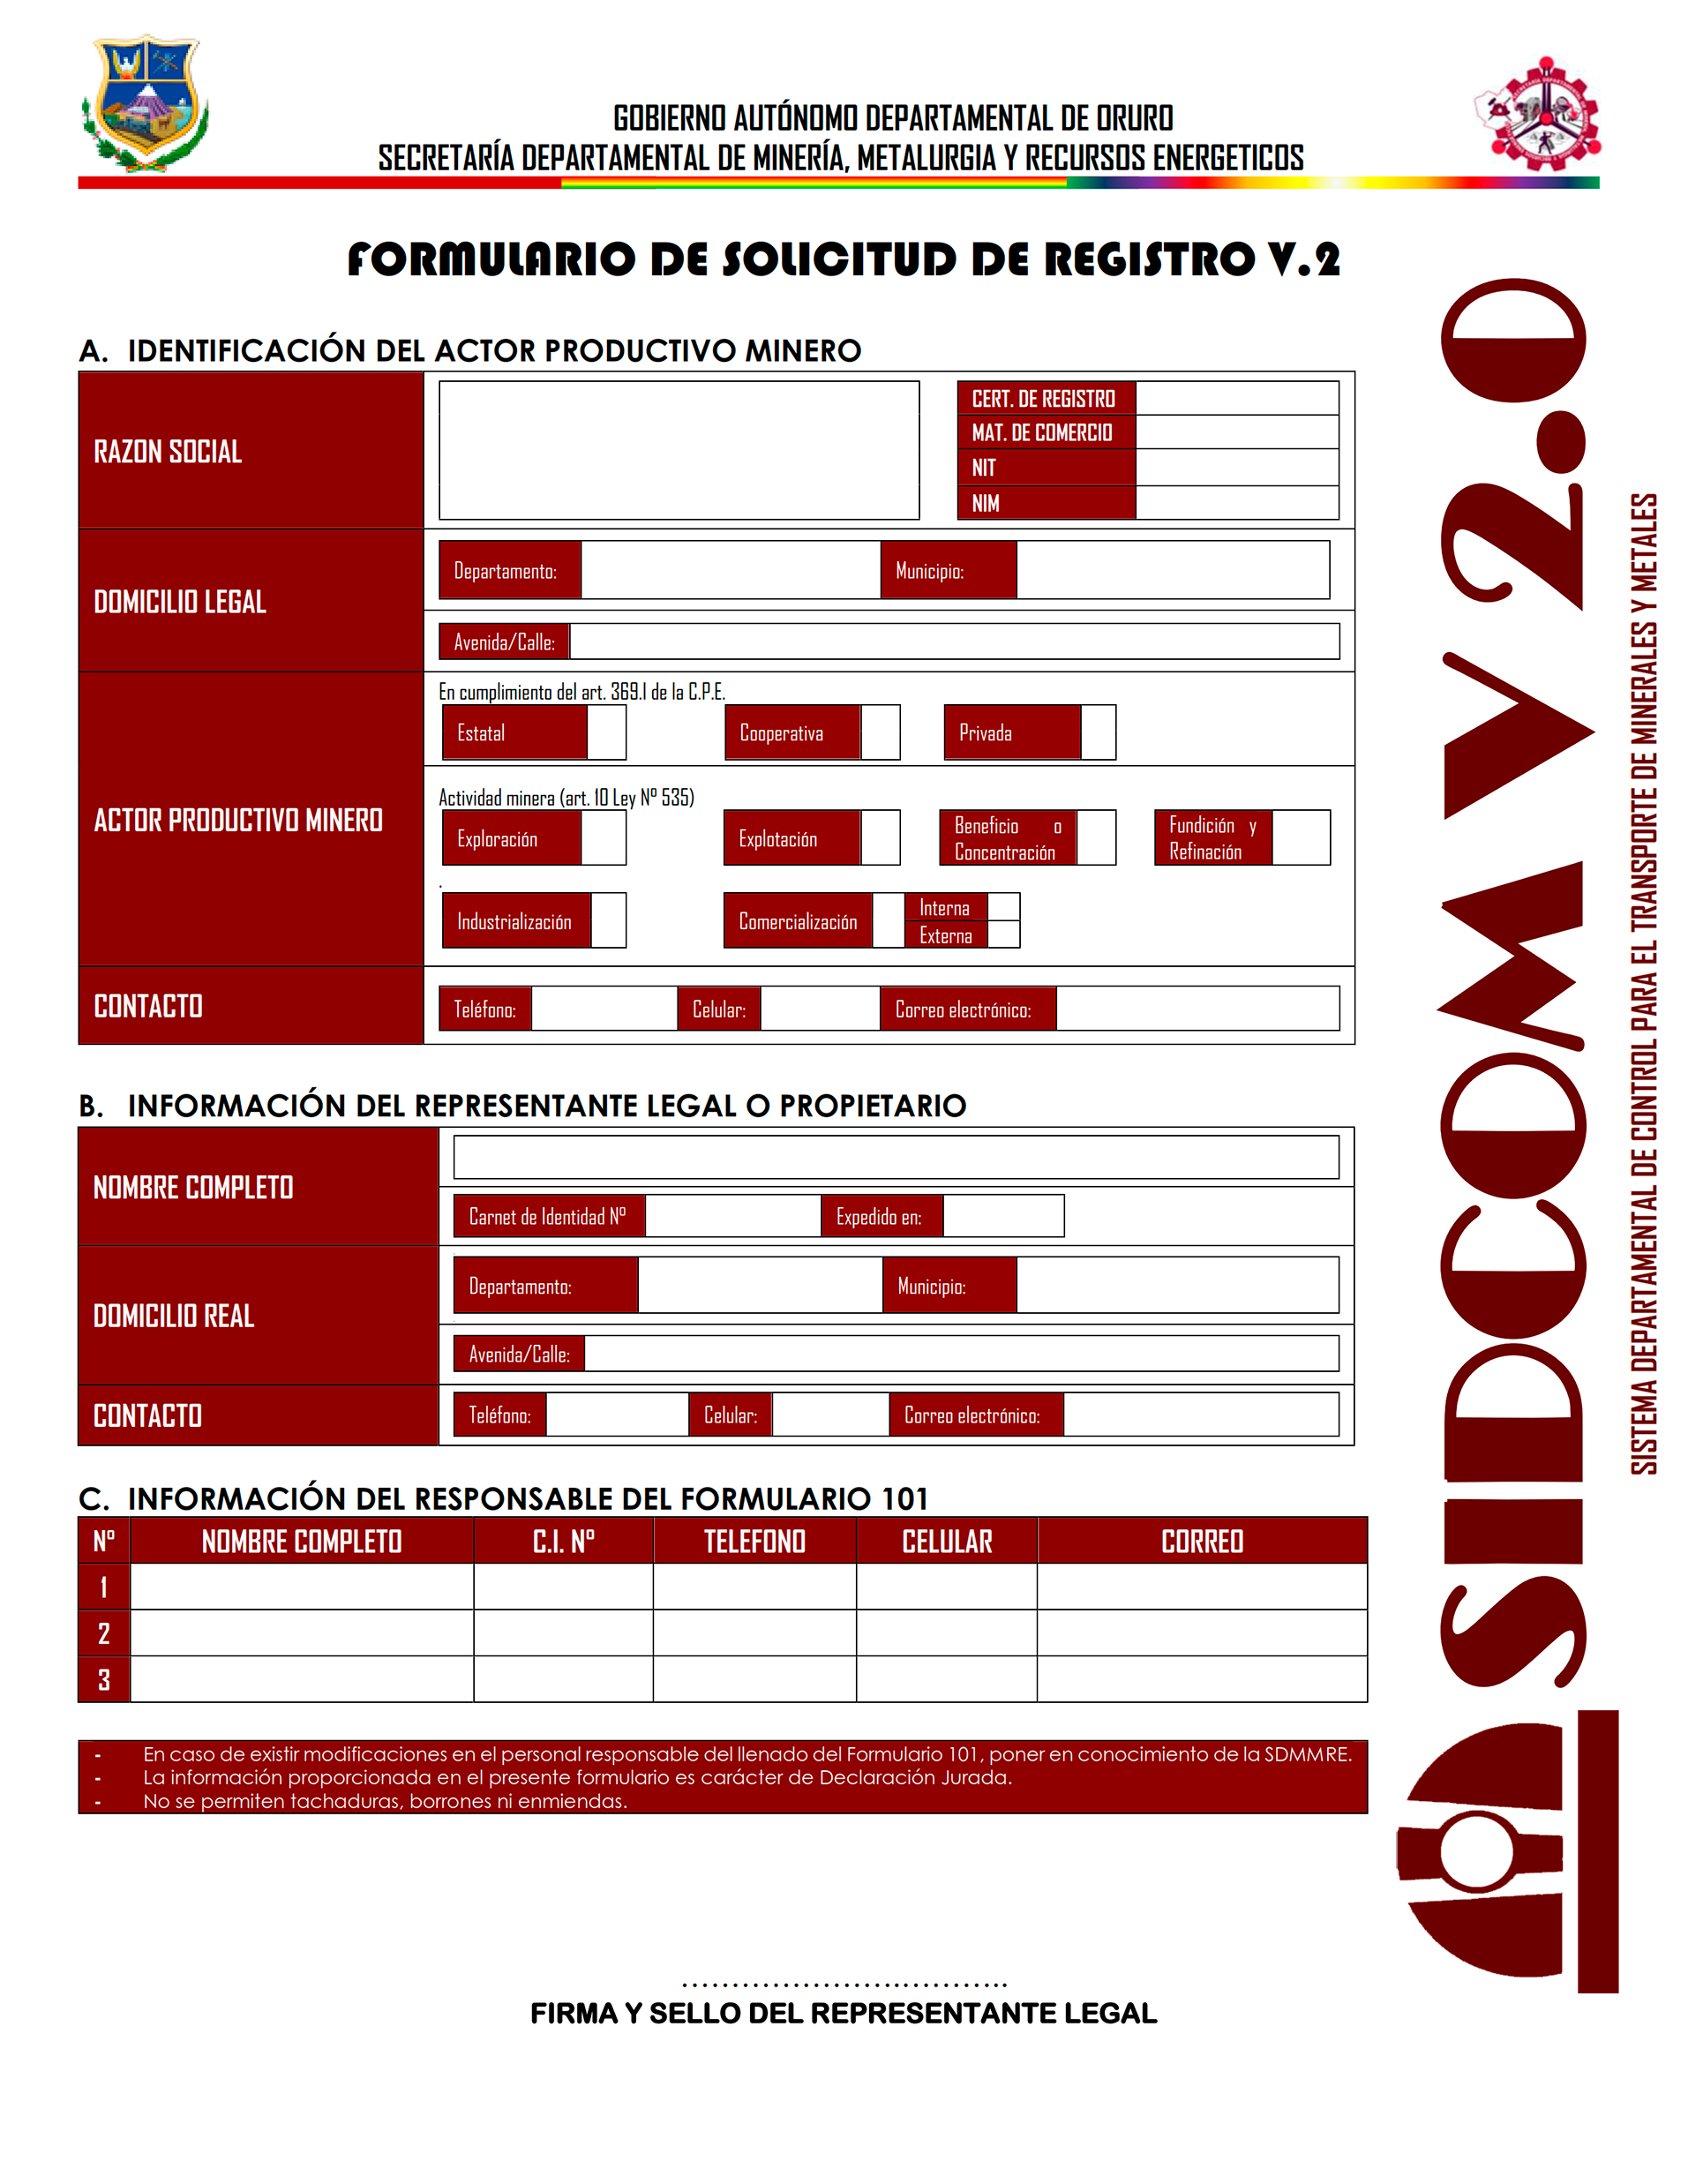 GOBIERNO AUTÓNOMO DEPARTAMENTAL DE ORURO
SECRETARÍA DEPARTAMENTAL DE MINERÍA, METALURGIA Y RECURSOS ENERGETICOS
FORMULARIO DE SOLICITUD DE REGISTRO V.2
A. IDENTIFICACIÓN DEL ACTOR PRODUCTIVO MINERO
RAZON SOCIAL
CERT. DE REGISTRO
MAT. DE COMERCIO
NIT
NIM
DOMICILIO LEGAL
Departamento: Municipio:
Avenida/Calle:
ACTOR PRODUCTIVO MINERO
En cumplimiento del art. 369.I de la C.P.E.
Estatal Cooperativa Privada
Actividad minera (art. 10 Ley Nº 535)
Exploración Explotación Beneficio o Concentración Fundición y Refinación
.
Industrialización Comercialización Interna
Externa
CONTACTO
Teléfono: Celular: Correo electrónico:
B. INFORMACIÓN DEL REPRESENTANTE LEGAL O PROPIETARIO
NOMBRE COMPLETO
Carnet de Identidad Nº Expedido en:
DOMICILIO REAL
Departamento: Municipio:
Avenida/Calle:
CONTACTO
Teléfono: Celular: Correo electrónico:
C. INFORMACIÓN DEL RESPONSABLE DEL FORMULARIO 101
Nº NOMBRE COMPLETO C.I. Nº TELEFONO CELULAR CORREO
1
2
3
- En caso de existir modificaciones en el personal responsable del llenado del Formulario 101, poner en conocimiento de la SDMMRE.
- La información proporcionada en el presente formulario es carácter de Declaración Jurada.
- No se permiten tachaduras, borrones ni enmiendas.
FIRMA Y SELLO DEL REPRESENTANTE LEGAL
SIDCOM V 2.0
SISTEMA DEPARTAMENTAL DE CONTROL PARA EL TRANSPORTE DE MINERALES Y METALES